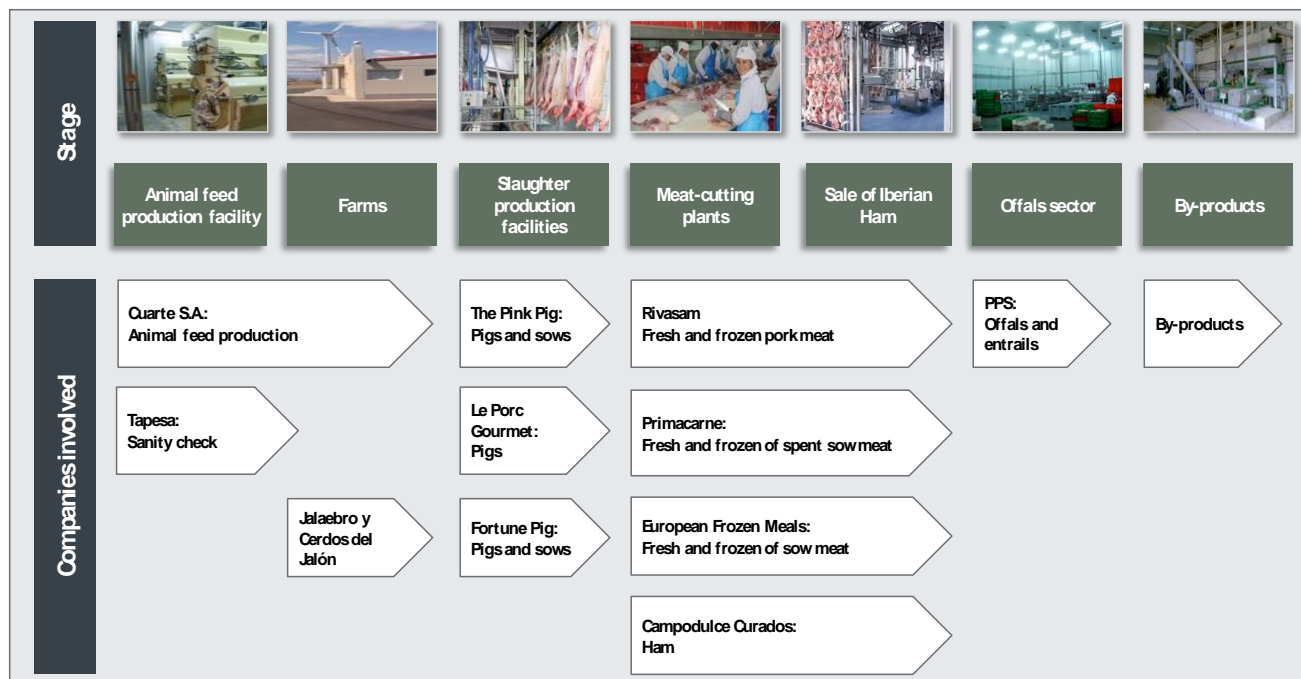 Stage
Animal feed
production facility
Farms
Slaughter
production
facilities
Meat-cutting
plants
Sale of Iberian
Ham
Offals sector
By-products
Companies involved
Cuarte S.A.:
Animal feed production
The Pink Pig:
Pigs and sows
Rivasam
Fresh and frozen pork meat
PPS:
Offals and
entrails
By-products
Tapesa:
Sanity check
Le Porc
Gourmet:
Pigs
Primacarne:
Fresh and frozen of spent sow meat
Jalaebro y
Cerdos del
Jalón
Fortune Pig:
Pigs and sows
European Frozen Meals:
Fresh and frozen of sow meat
Campodulce Curados:
Ham